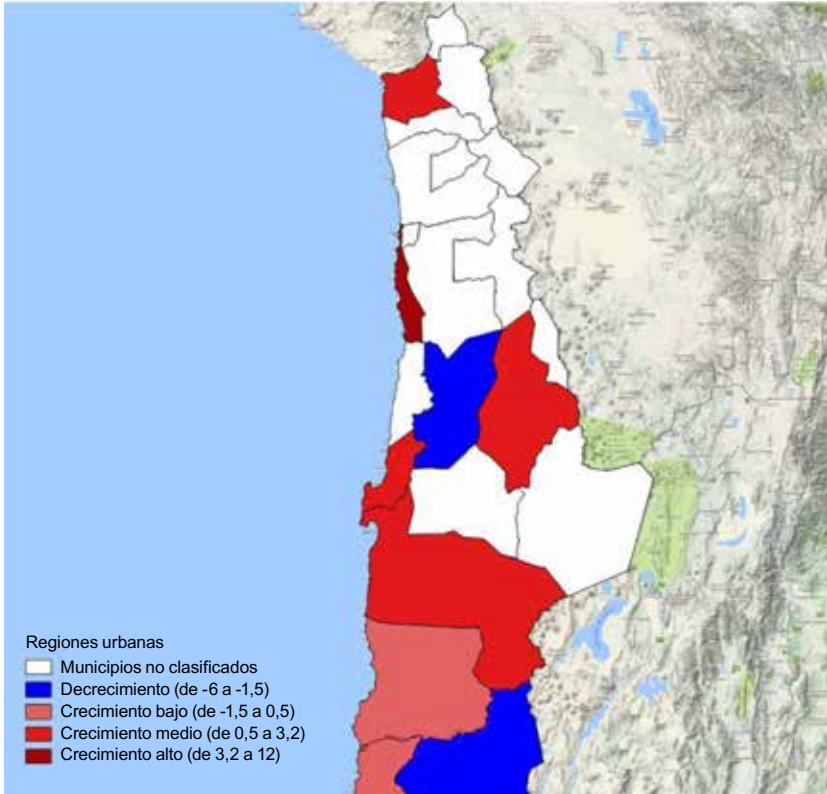 Regiones urbanas
Municipios no clasificados
Decrecimiento (de -6 a -1,5)
Crecimiento bajo (de -1,5 a 0,5)
Crecimiento medio (de 0,5 a 3,2)
Crecimiento alto (de 3,2 a 12)